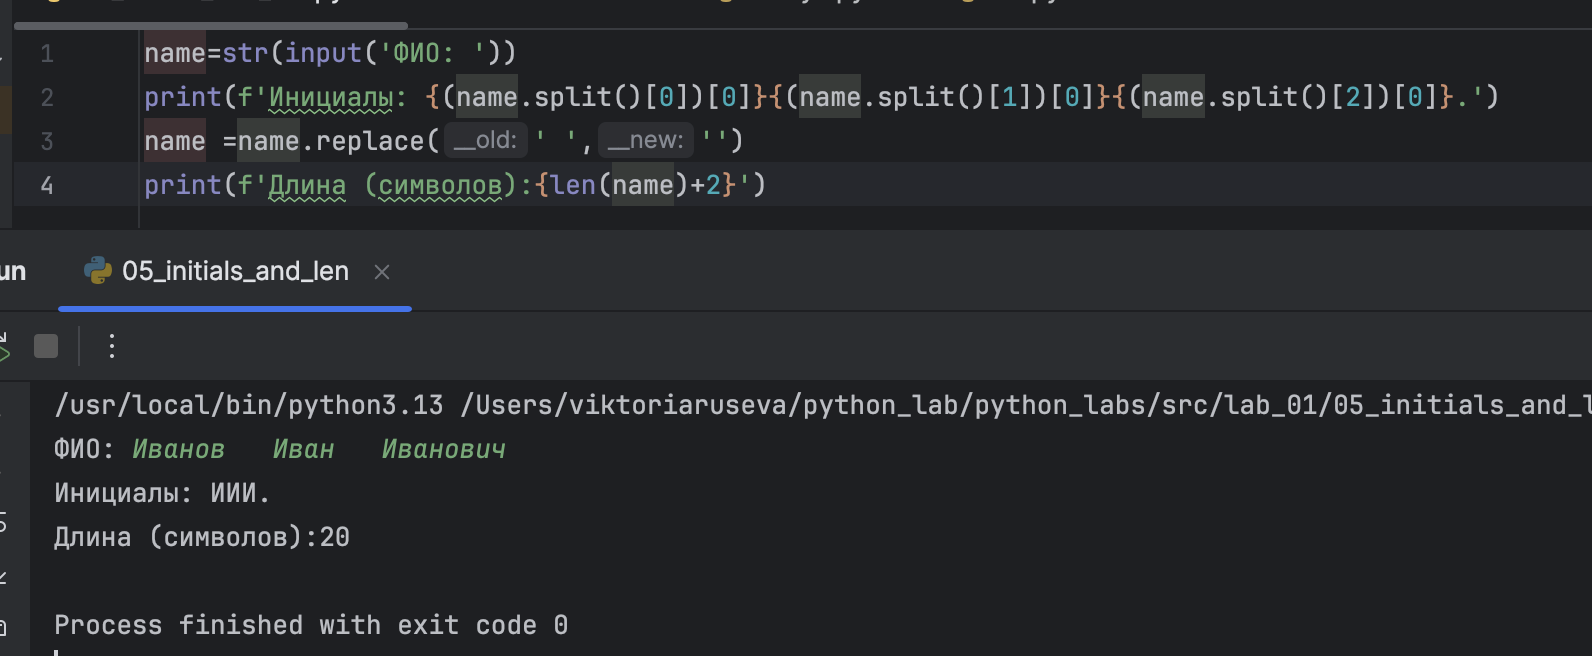 1 name=str(input('ФИО: '))
2 print(f'Инициалы: {(name.split()[0])[0]}{(name.split()[1])[0]}{(name.split()[2])[0]}.')
3 name =name.replace( __old: ' ', __new: '')
4 print(f'Длина (символов):{len(name)+2}')
un 05_initials_and_len
/usr/local/bin/python3.13 /Users/viktoriaruseva/python_lab/python_labs/src/lab_01/05_initials_and_l
ФИО: Иванов   Иван   Иванович
Инициалы: ИИИ.
Длина (символов):20
Process finished with exit code 0